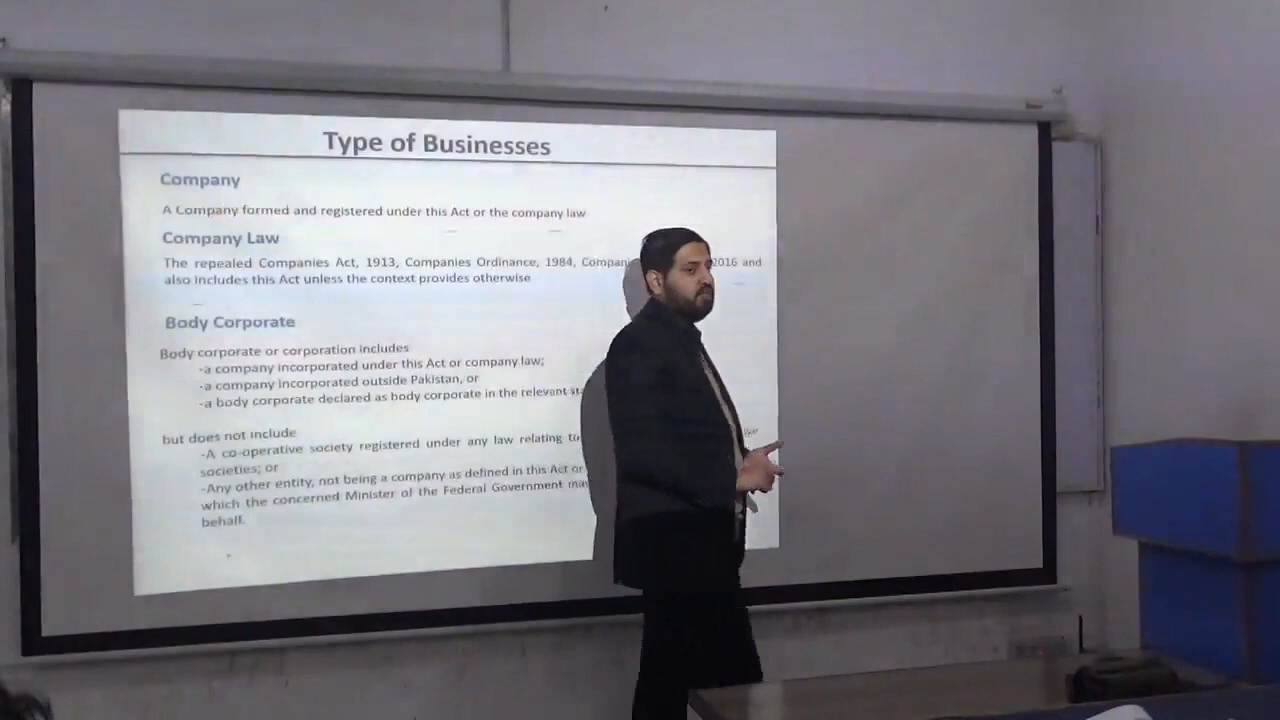 Type of Businesses
Company
A Company formed and registered under this Act or the company law
Company Law
The repealed Companies Act, 1913, Companies Ordinance, 1984, 2016 and
also includes this Act unless the context provides otherwise
Body Corporate
Body corporate or corporation includes
-a company incorporated under this Act or company law;
-a company incorporated outside Pakistan, or
-a body corporate declared as body corporate in the relevant
but does not include
-A co-operative society registered under any law relating to
societies; or
-Any other entity, not being a company as defined in this Act or
which the concerned Minister of the Federal Government may
behalf.